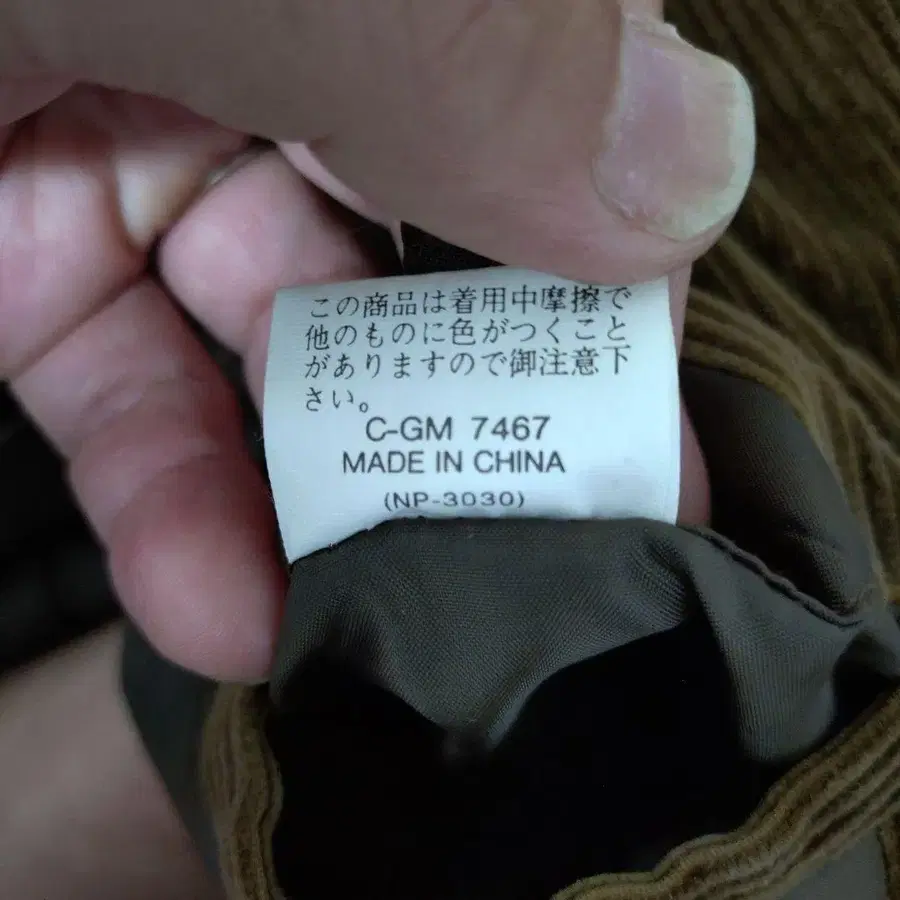 この商品は着用中摩擦で
他のものに色がつくこと
がありますので御注意下
さい。
C-GM 7467
MADE IN CHINA
(NP-3030)